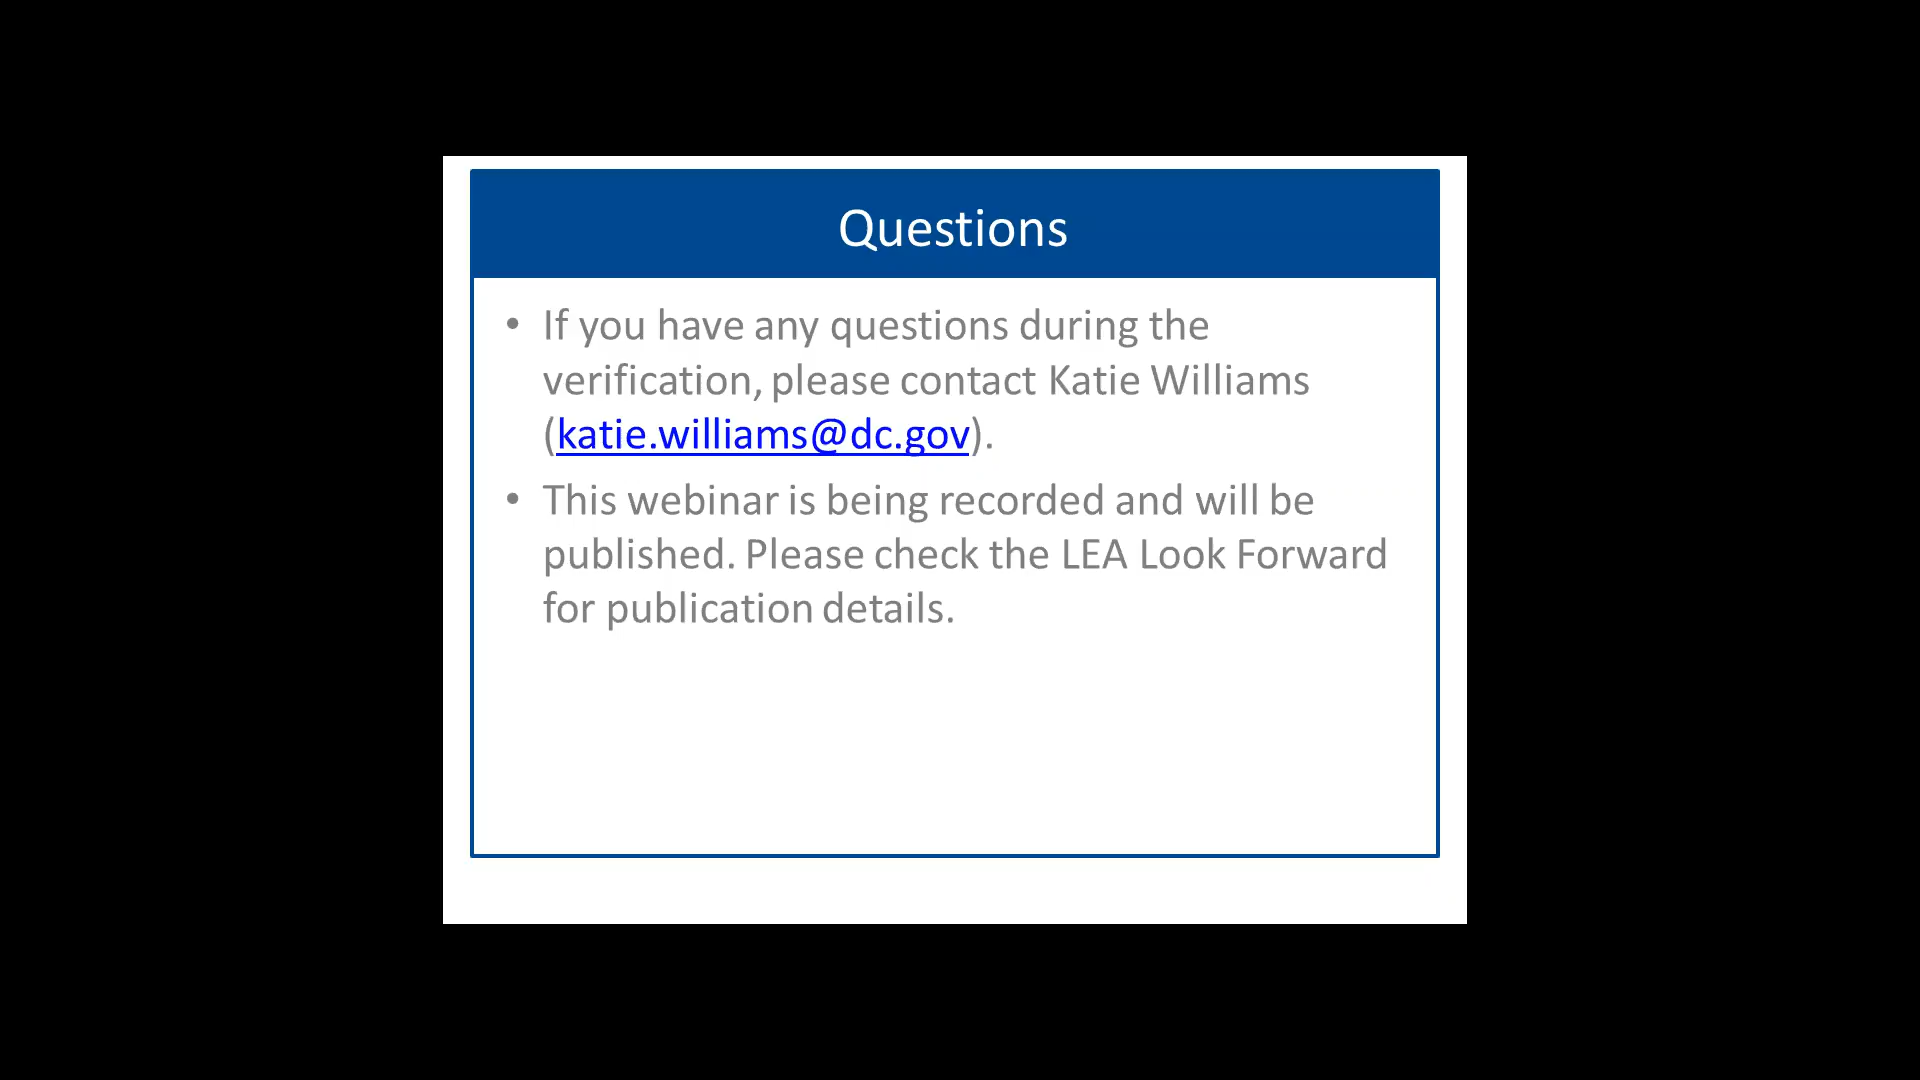 Questions
• If you have any questions during the
verification, please contact Katie Williams
(katie.williams@dc.gov).
• This webinar is being recorded and will be
published. Please check the LEA Look Forward
for publication details.